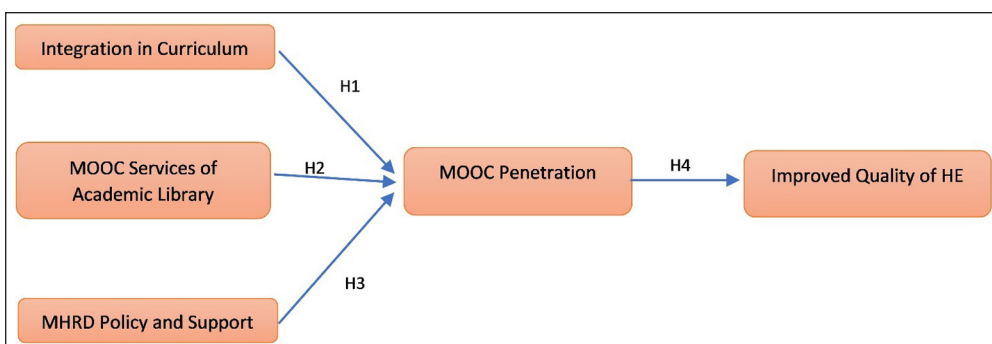 Integration in Curriculum
H1
MOOC Services of
Academic Library
H2
MOOC Penetration
H4
Improved Quality of HE
H3
MHRD Policy and Support